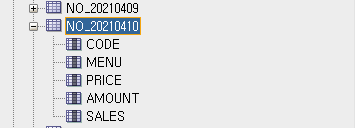 NO_20210409
NO_20210410
CODE
MENU
PRICE
AMOUNT
SALES